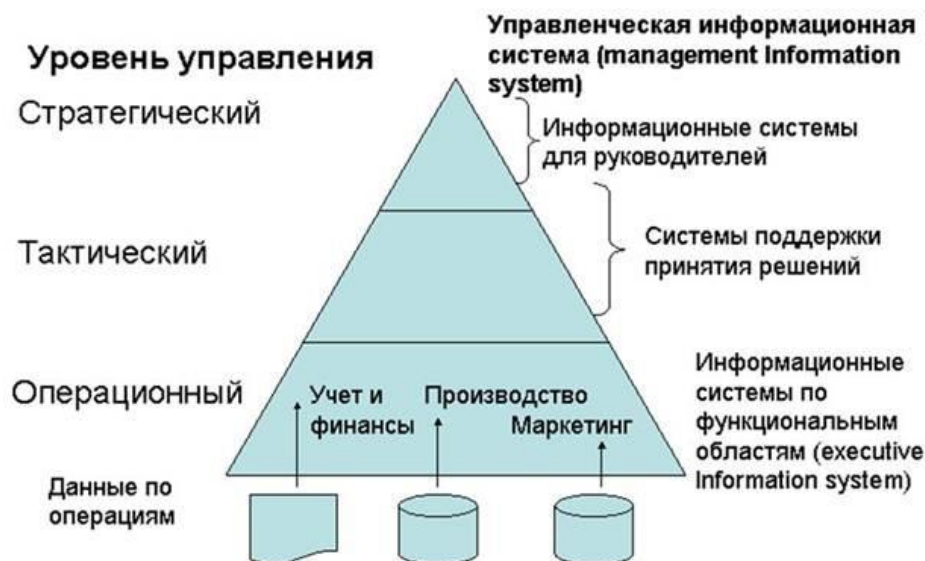 Уровень управления
Управленческая информационная
система (management Information
system)
Стратегический
Информационные системы
для руководителей
Тактический
Системы поддержки
принятия решений
Операционный
Учет и
финансы
Производство
Маркетинг
Информационные
системы по
функциональным
областям (executive
Information system)
Данные по
операциям